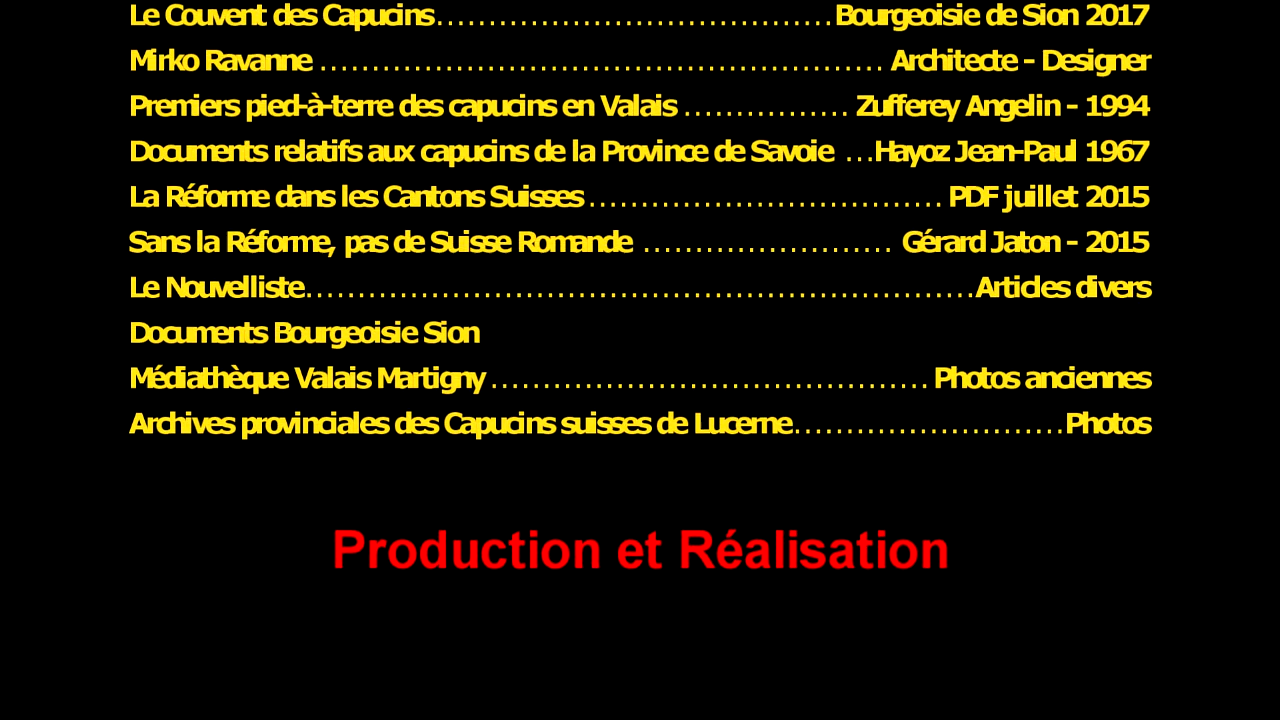 Le Couvent des Capucins......................................Bourgeoisie de Sion 2017
Mirko Ravanne ...................................................... Architecte - Designer
Premiers pied-à-terre des capucins en Valais ................ Zufferey Angelin - 1994
Documents relatifs aux capucins de la Province de Savoie ...Hayoz Jean-Paul 1967
La Réforme dans les Cantons Suisses .................................. PDF juillet 2015
Sans la Réforme, pas de Suisse Romande ........................ Gérard Jaton - 2015
Le Nouvelliste................................................................Articles divers
Documents Bourgeoisie Sion
Médiathèque Valais Martigny .......................................... Photos anciennes
Archives provinciales des Capucins suisses de Lucerne..........................Photos
Production et Réalisation